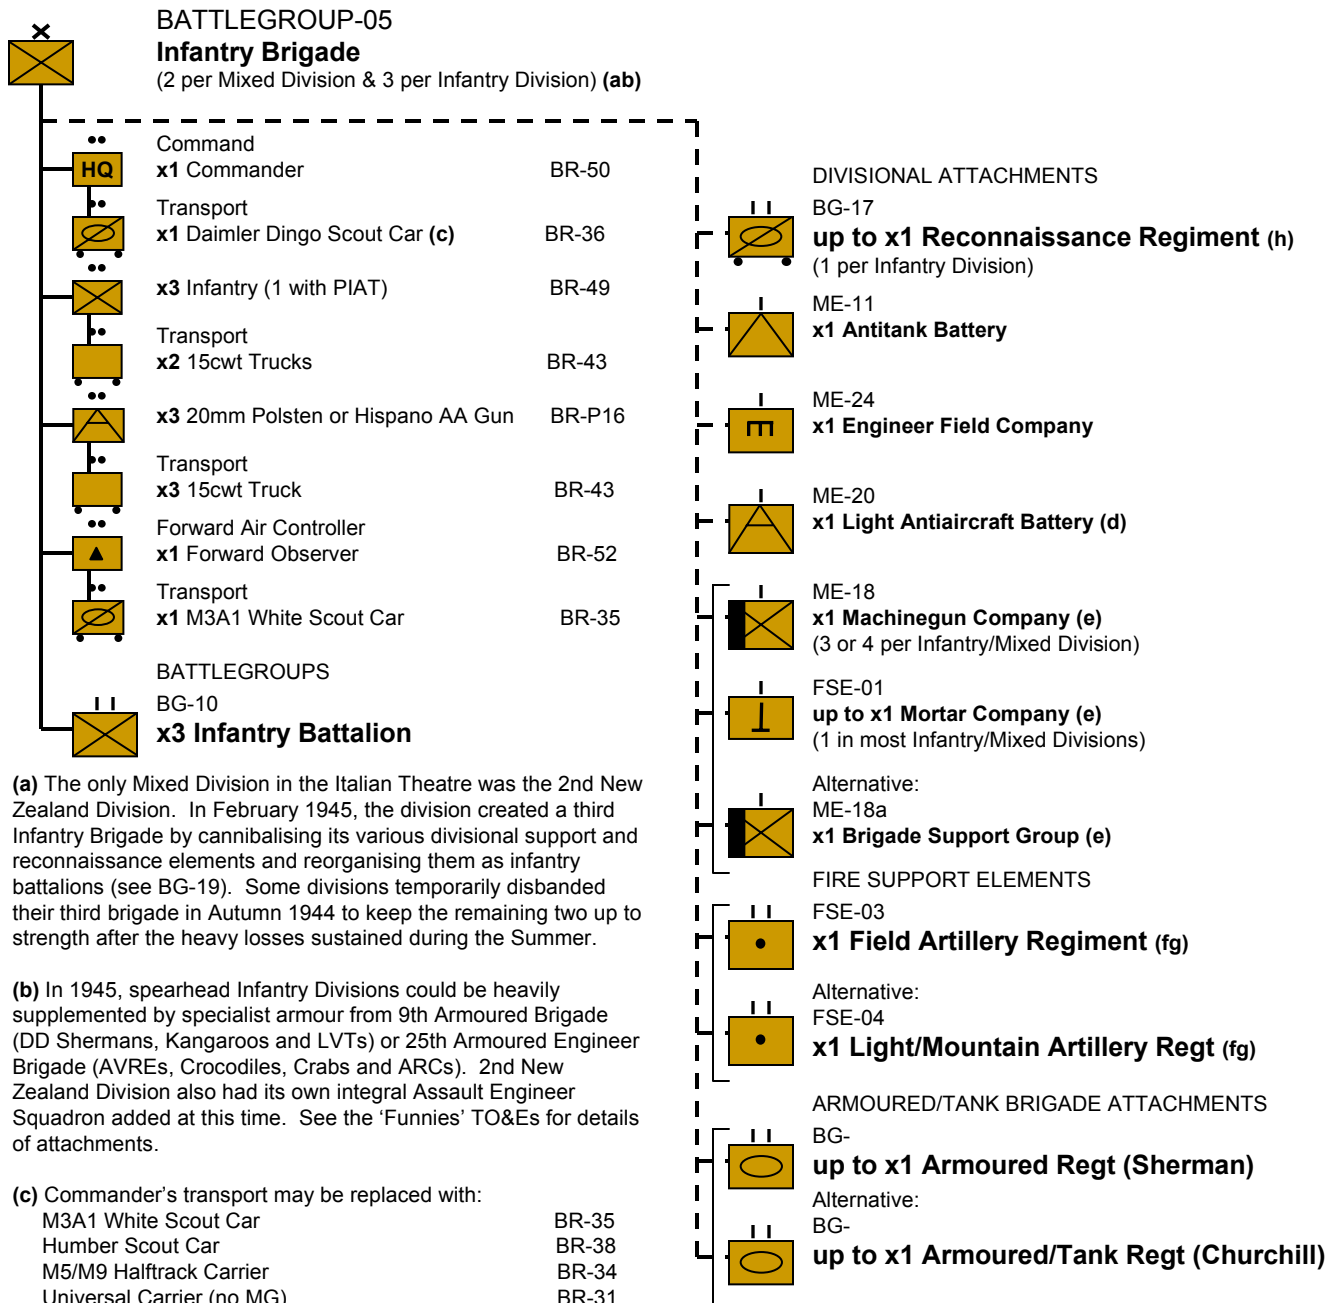 BATTLEGROUP-05
Infantry Brigade
(2 per Mixed Division & 3 per Infantry Division) (ab)
Command
HQ
x1 Commander BR-50
Transport
x1 Daimler Dingo Scout Car (c) BR-36
x3 Infantry (1 with PIAT) BR-49
Transport
x2 15cwt Trucks BR-43
x3 20mm Polsten or Hispano AA Gun BR-P16
Transport
x3 15cwt Truck BR-43
Forward Air Controller
x1 Forward Observer BR-52
Transport
x1 M3A1 White Scout Car BR-35
BATTLEGROUPS
BG-10
x3 Infantry Battalion
(a) The only Mixed Division in the Italian Theatre was the 2nd New
Zealand Division. In February 1945, the division created a third
Infantry Brigade by cannibalising its various divisional support and
reconnaissance elements and reorganising them as infantry
battalions (see BG-19). Some divisions temporarily disbanded
their third brigade in Autumn 1944 to keep the remaining two up to
strength after the heavy losses sustained during the Summer.
(b) In 1945, spearhead Infantry Divisions could be heavily
supplemented by specialist armour from 9th Armoured Brigade
(DD Shermans, Kangaroos and LVTs) or 25th Armoured Engineer
Brigade (AVREs, Crocodiles, Crabs and ARCs). 2nd New
Zealand Division also had its own integral Assault Engineer
Squadron added at this time. See the ‘Funnies’ TO&Es for details
of attachments.
(c) Commander’s transport may be replaced with:
M3A1 White Scout Car BR-35
Humber Scout Car BR-38
M5/M9 Halftrack Carrier BR-34
Universal Carrier (no MG) BR-31
DIVISIONAL ATTACHMENTS
BG-17
up to x1 Reconnaissance Regiment (h)
(1 per Infantry Division)
ME-11
x1 Antitank Battery
ME-24
x1 Engineer Field Company
ME-20
x1 Light Antiaircraft Battery (d)
ME-18
x1 Machinegun Company (e)
(3 or 4 per Infantry/Mixed Division)
FSE-01
up to x1 Mortar Company (e)
(1 in most Infantry/Mixed Divisions)
Alternative:
ME-18a
x1 Brigade Support Group (e)
FIRE SUPPORT ELEMENTS
FSE-03
x1 Field Artillery Regiment (fg)
Alternative:
FSE-04
x1 Light/Mountain Artillery Regt (fg)
ARMOURED/TANK BRIGADE ATTACHMENTS
BG-
up to x1 Armoured Regt (Sherman)
Alternative:
BG-
up to x1 Armoured/Tank Regt (Churchill)